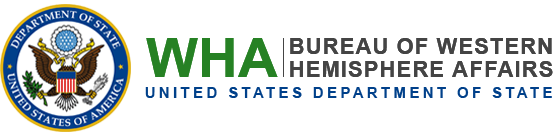 DEPARTMENT OF STATE
UNITED STATES OF AMERICA
WHA
BUREAU OF WESTERN
HEMISPHERE AFFAIRS
UNITED STATES DEPARTMENT OF STATE